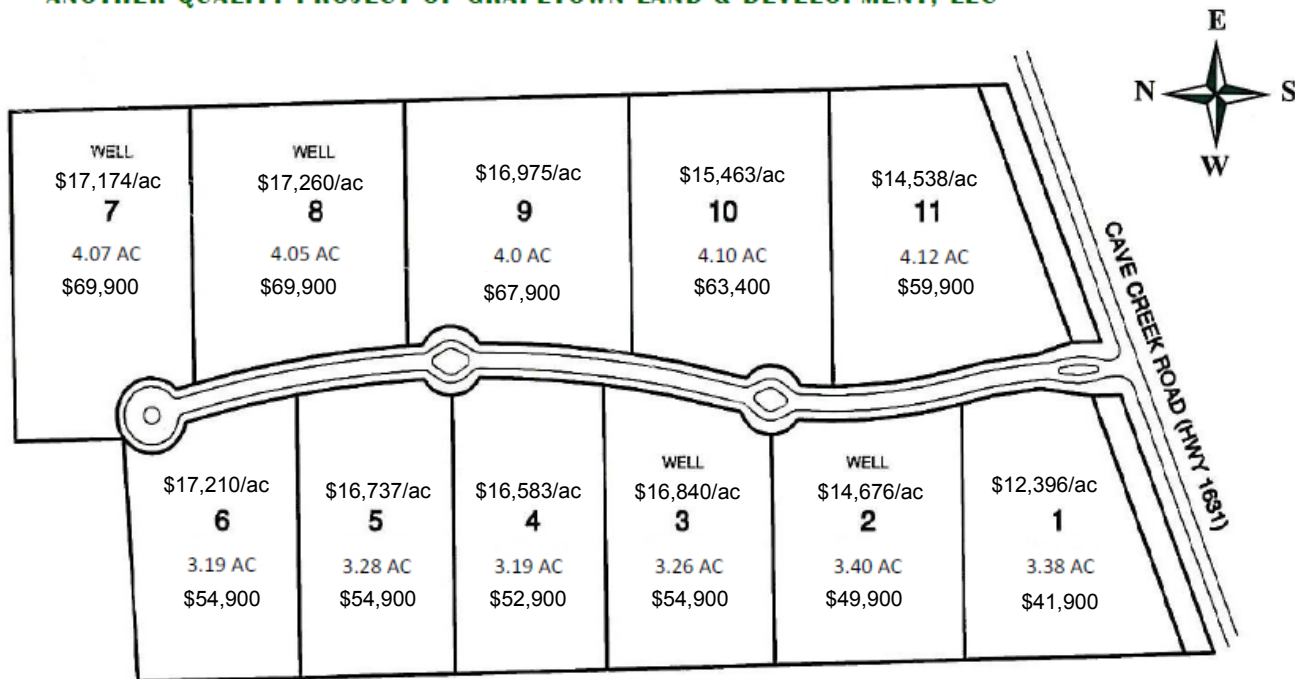 ANOTHER QUALITY PROJECT OF GRAPETOWN LAND & DEVELOPMENT, LLC
E
N
S
W
WELL
$17,174/ac
7
4.07 AC
$69,900
WELL
$17,260/ac
8
4.05 AC
$69,900
$16,975/ac
9
4.0 AC
$67,900
$15,463/ac
10
4.10 AC
$63,400
$14,538/ac
11
4.12 AC
$59,900
CAVE CREEK ROAD (HWY 1631)
$17,210/ac
6
3.19 AC
$54,900
$16,737/ac
5
3.28 AC
$54,900
$16,583/ac
4
3.19 AC
$52,900
WELL
$16,840/ac
3
3.26 AC
$54,900
WELL
$14,676/ac
2
3.40 AC
$49,900
$12,396/ac
1
3.38 AC
$41,900